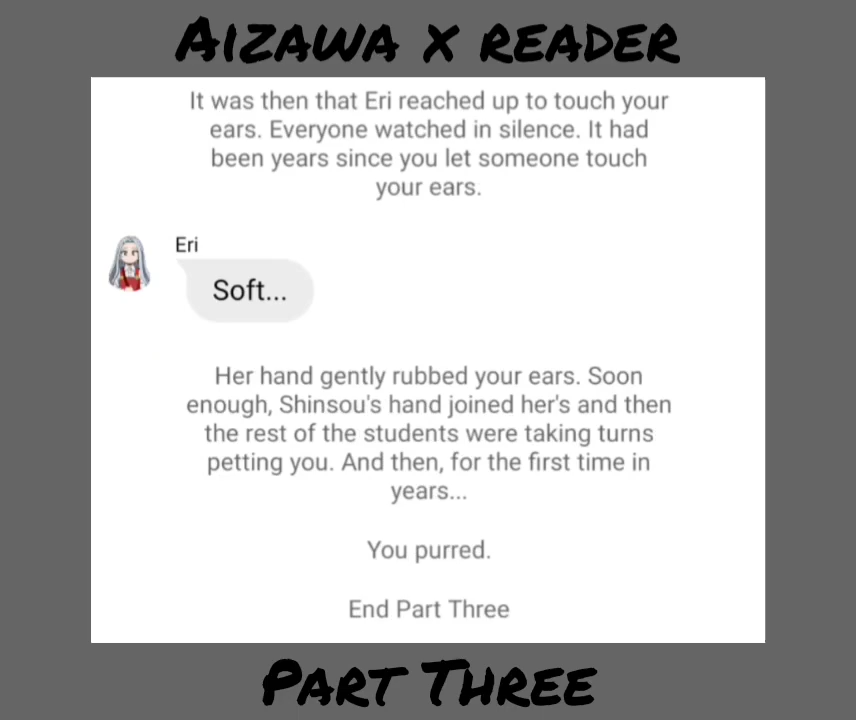 AIZAWA X READER
It was then that Eri reached up to touch your
ears. Everyone watched in silence. It had
been years since you let someone touch
your ears.
Eri
Soft...
Her hand gently rubbed your ears. Soon
enough, Shinsou's hand joined her's and then
the rest of the students were taking turns
petting you. And then, for the first time in
years...
You purred.
End Part Three
PART THREE